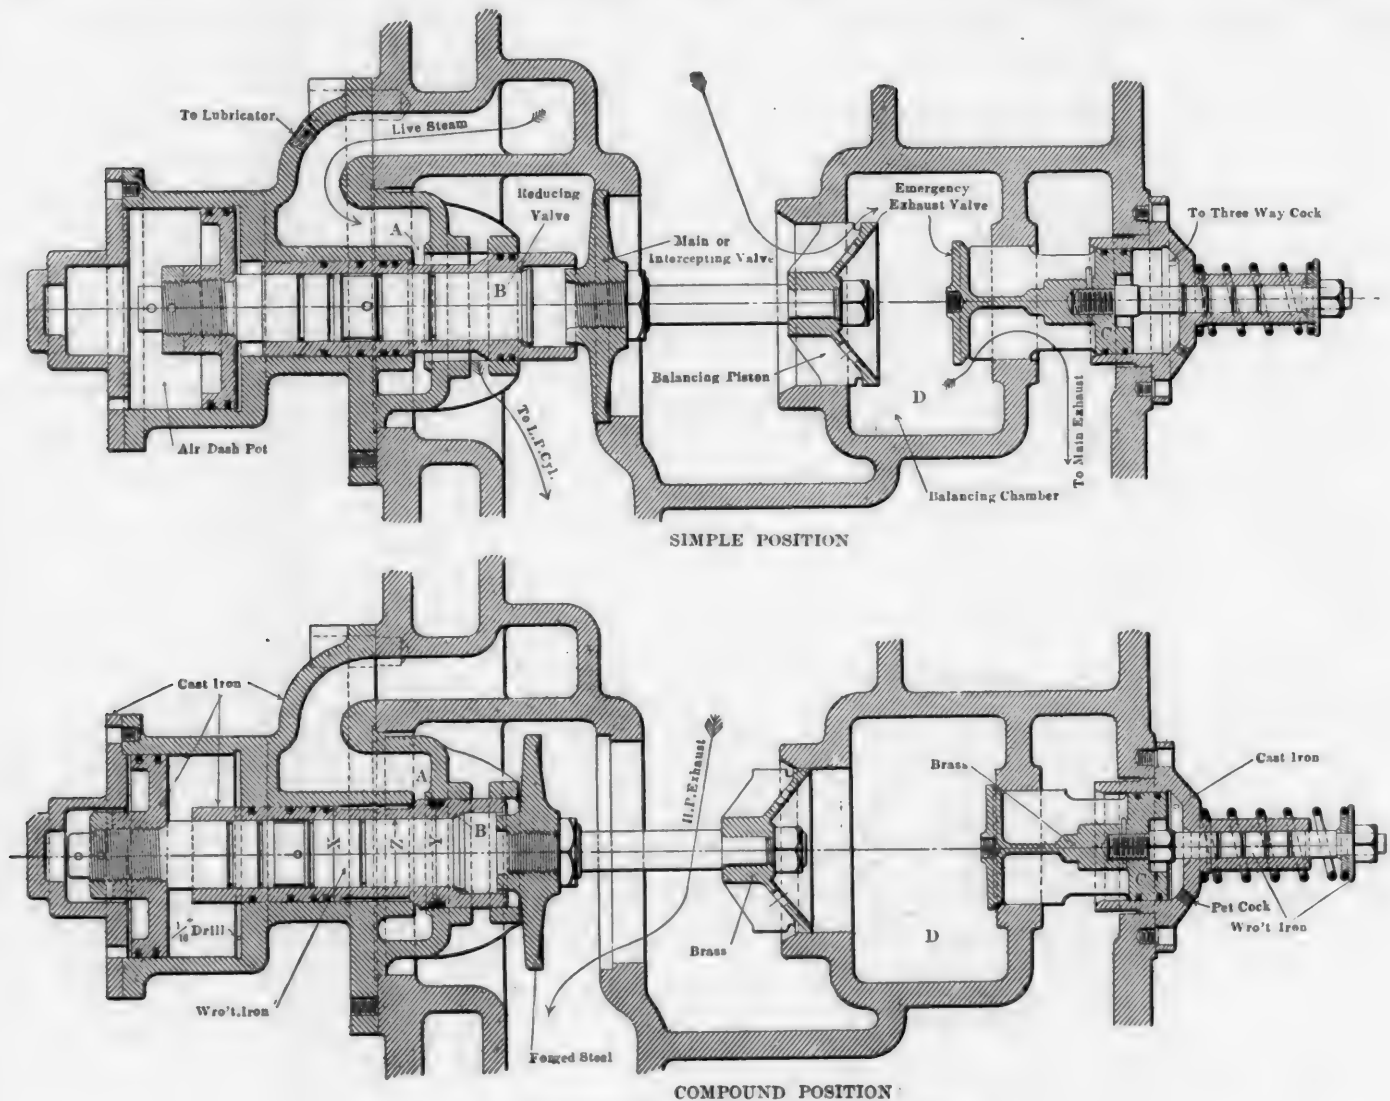 To Lubricator
Live Steam
Reducing
Valve
A
B
Main or
Intercepting Valve
Emergency
Exhaust Valve
To Three Way Cock
C
Balancing Piston
D
Air Dash Pot
To L.P.Cyl.
To Main Exhaust
Balancing Chamber
SIMPLE POSITION
Cast Iron
A
B
H.P.Exhaust
Brass
Cast Iron
X
Z
Y
C
1/16" Drill
D
Pet Cock
Wro't Iron
Brass
Wro't.Iron
Forged Steel
COMPOUND POSITION